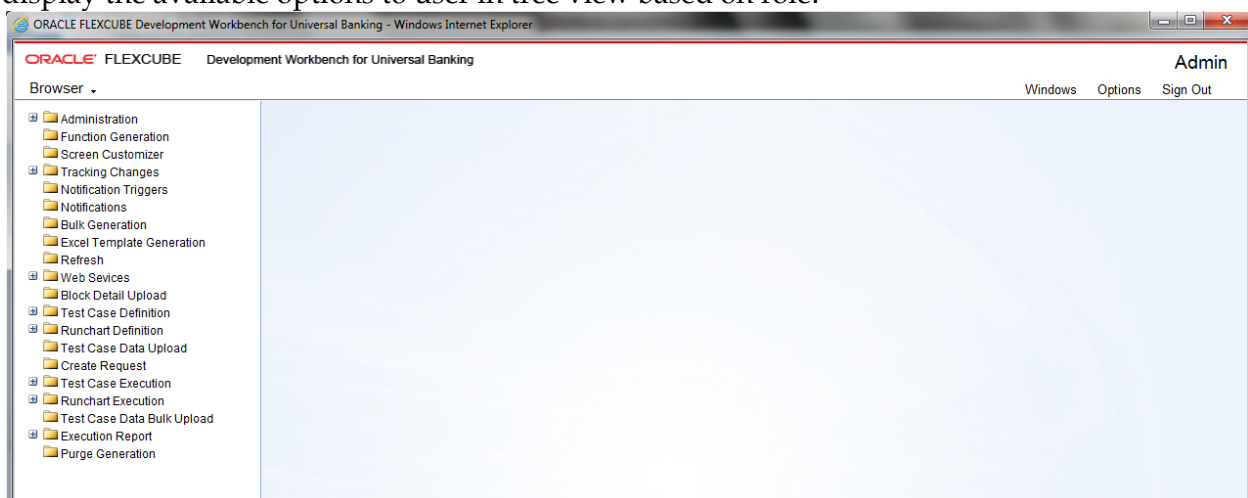 display the available options to user in tree view based on role.
ORACLE FLEXCUBE Development Workbench for Universal Banking - Windows Internet Explorer
ORACLE FLEXCUBE Development Workbench for Universal Banking
Admin
Browser
Windows Options Sign Out
Administration
Function Generation
Screen Customizer
Tracking Changes
Notification Triggers
Notifications
Bulk Generation
Excel Template Generation
Refresh
Web Sevices
Block Detail Upload
Test Case Definition
Runchart Definition
Test Case Data Upload
Create Request
Test Case Execution
Runchart Execution
Test Case Data Bulk Upload
Execution Report
Purge Generation